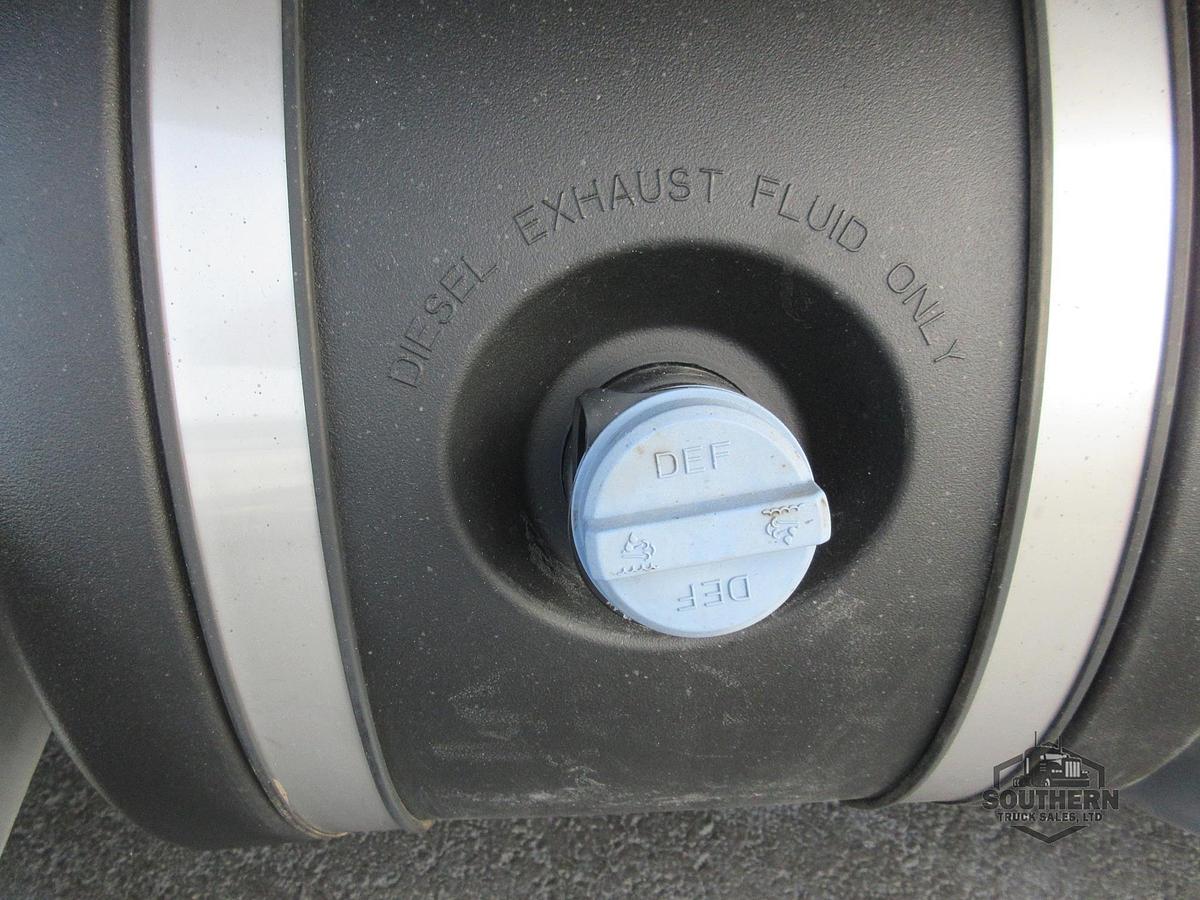 DIESEL EXHAUST FLUID ONLY
DEF
DEF
SOUTHERN
TRUCK SALES, LTD